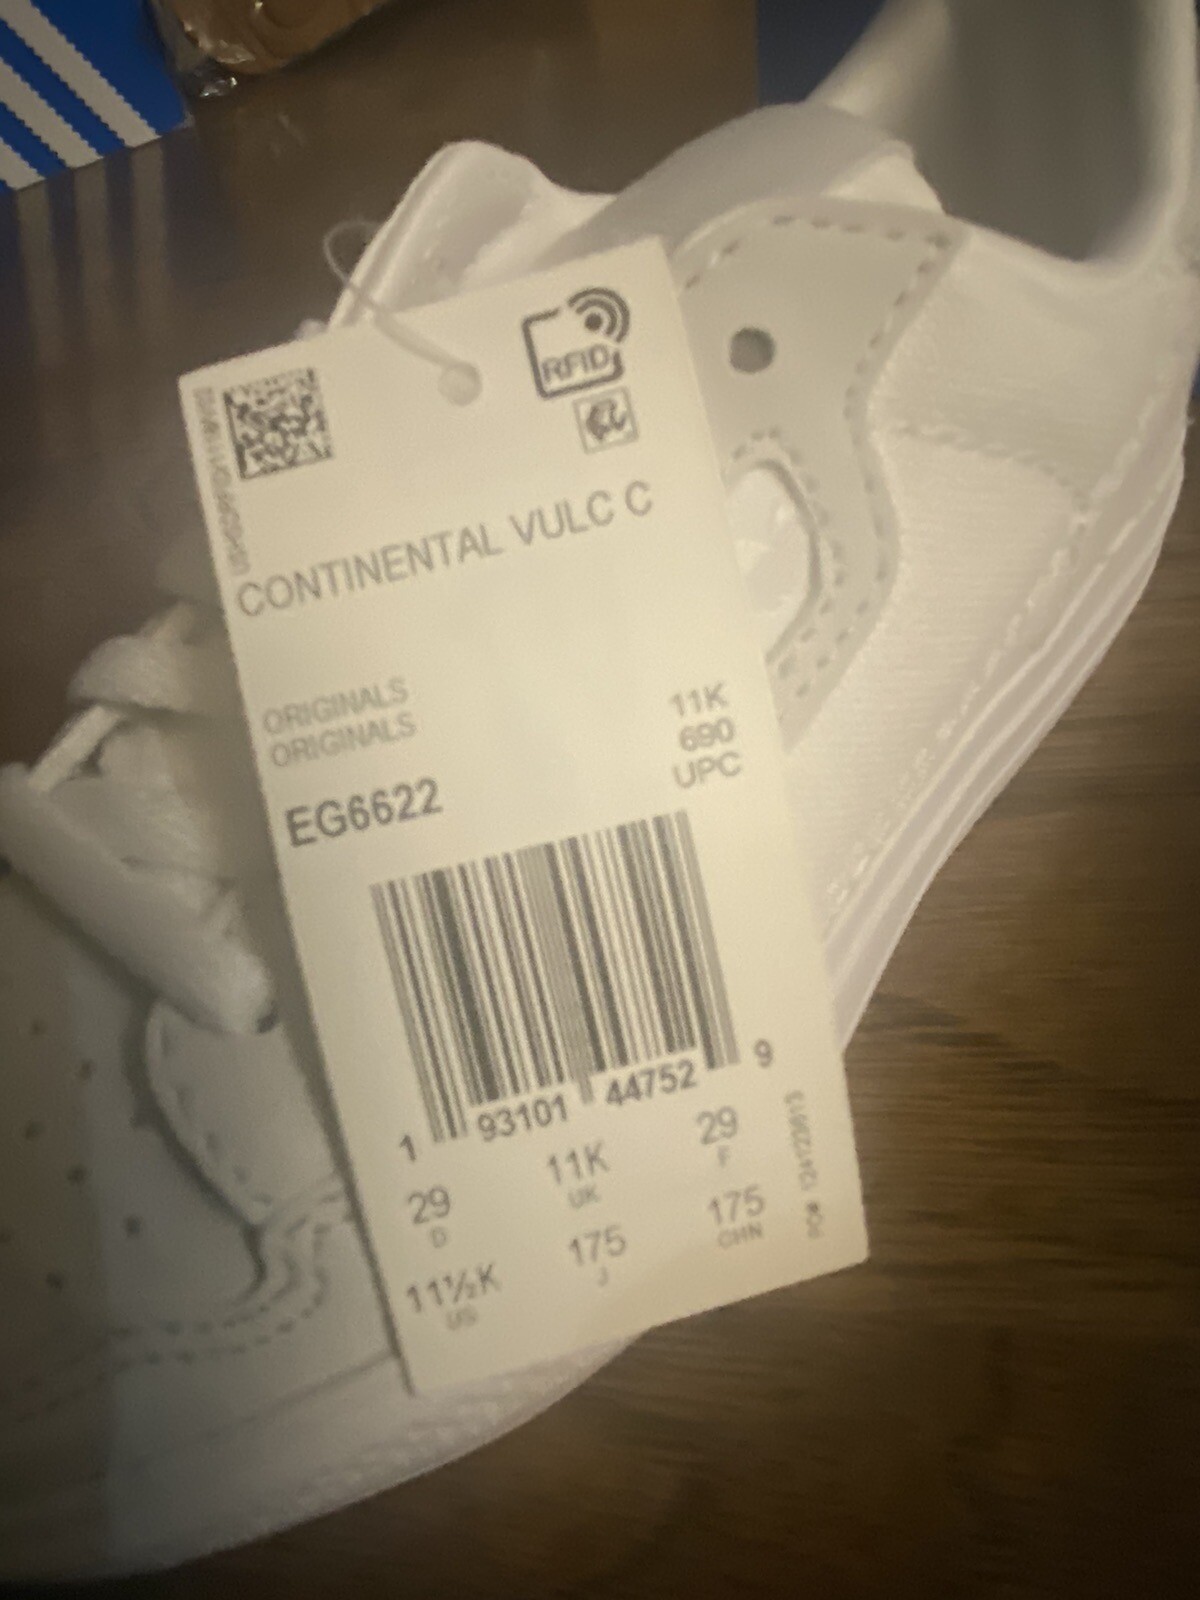 RFID
CONTINENTAL VULC C
ORIGINALS 11K
ORIGINALS 690
EG6622 UPC
1 93101 44752 9
29 11K 29
D UK F
11½K 175 175
US J CHN